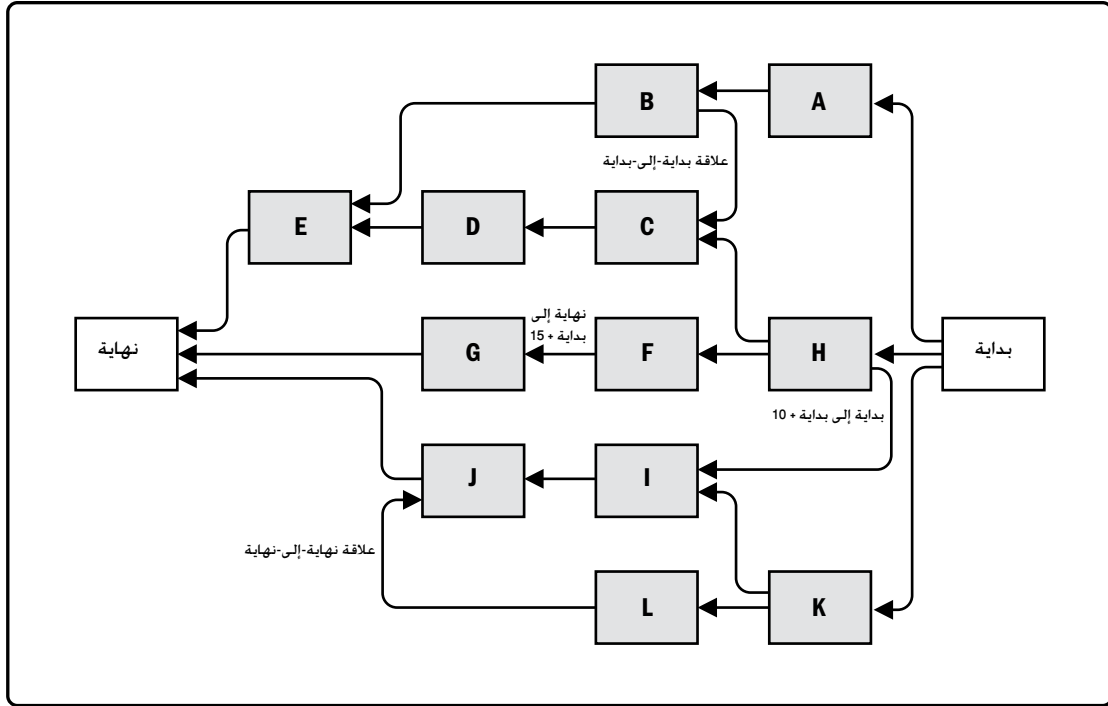 A
B
علاقة بداية-إلى-بداية
C
D
E
بداية
H
F
نهاية إلى
بداية + 15
G
نهاية
بداية إلى بداية + 10
I
J
علاقة نهاية-إلى-نهاية
K
L